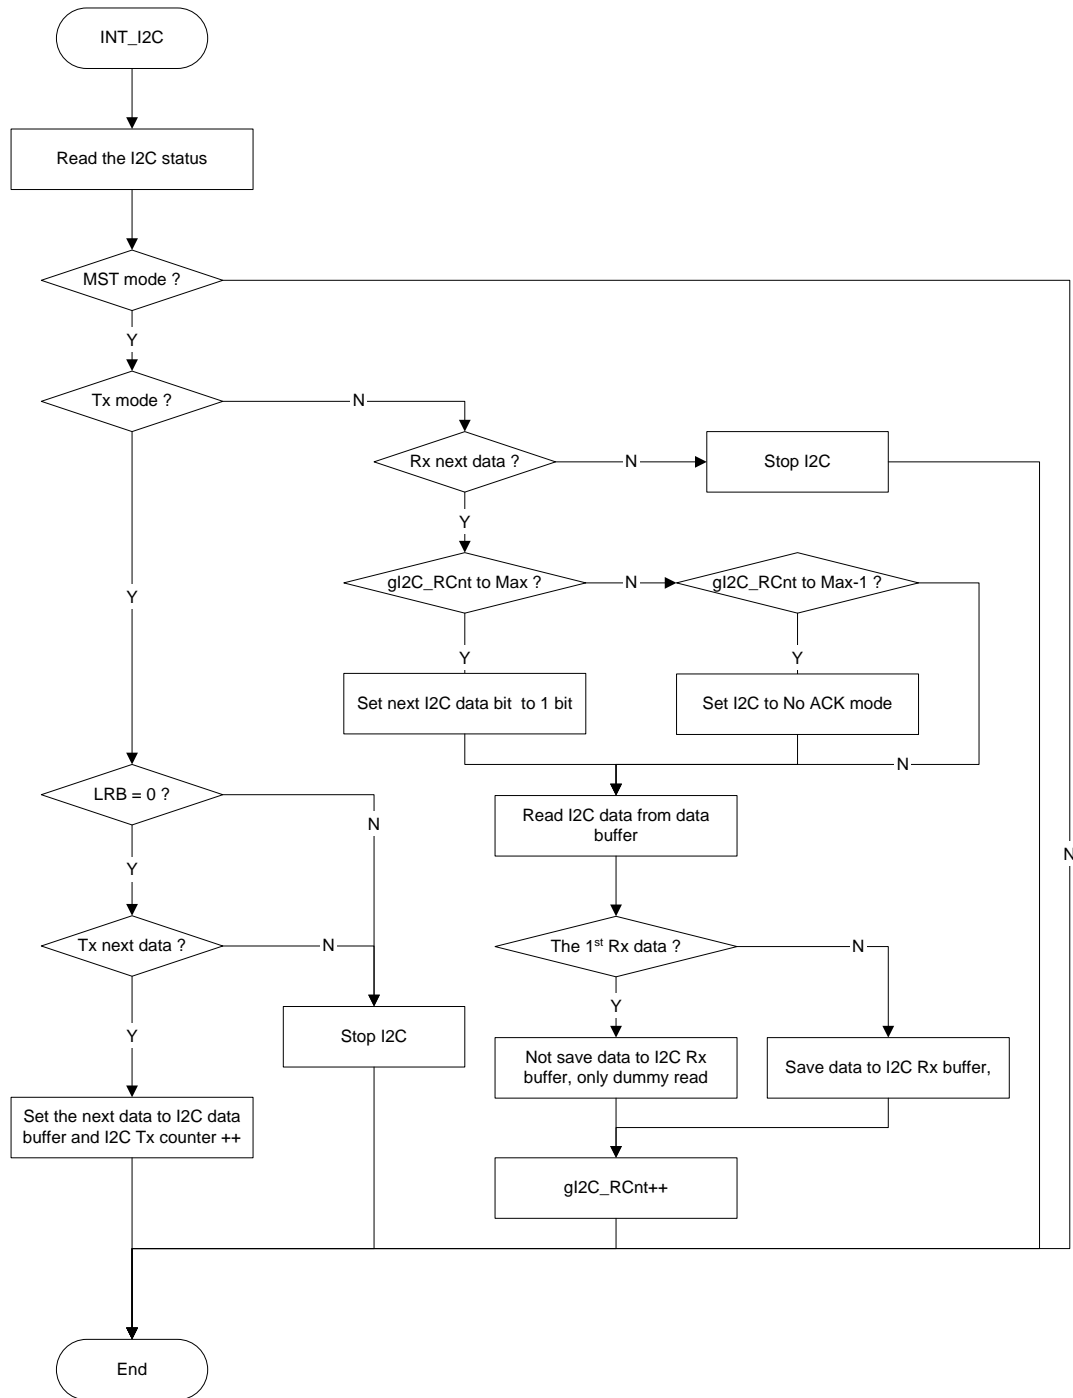 INT_I2C
Read the I2C status
MST mode ?
Y
Tx mode ?
N
Rx next data ?
N
Stop I2C
Y
gI2C_RCnt to Max ?
N
gI2C_RCnt to Max-1 ?
Y
Y
Y
Set next I2C data bit  to 1 bit
Set I2C to No ACK mode
N
LRB = 0 ?
N
Read I2C data from data
buffer
N
Y
Tx next data ?
N
The 1st Rx data ?
N
Y
Y
Stop I2C
Not save data to I2C Rx
buffer, only dummy read
Save data to I2C Rx buffer,
Set the next data to I2C data
buffer and I2C Tx counter ++
gI2C_RCnt++
End